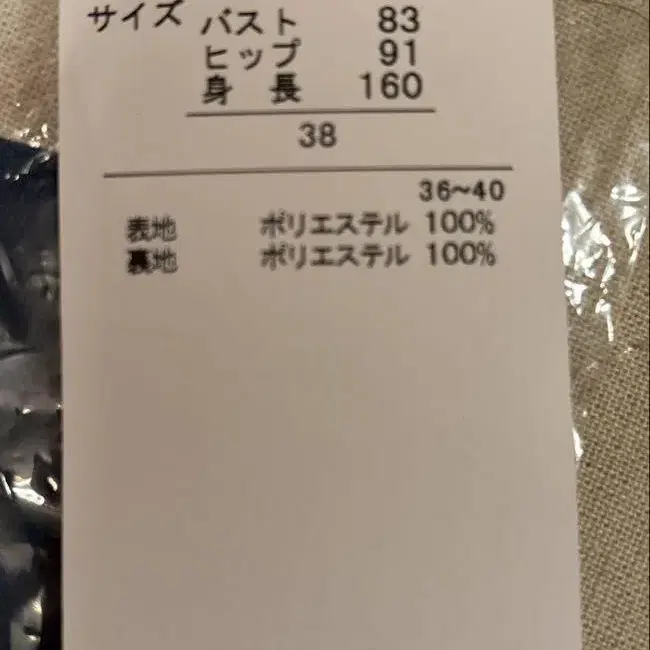 サイズ バスト 83
ヒップ 91
身長 160
38
36~40
表地 ポリエステル 100%
裏地 ポリエステル 100%